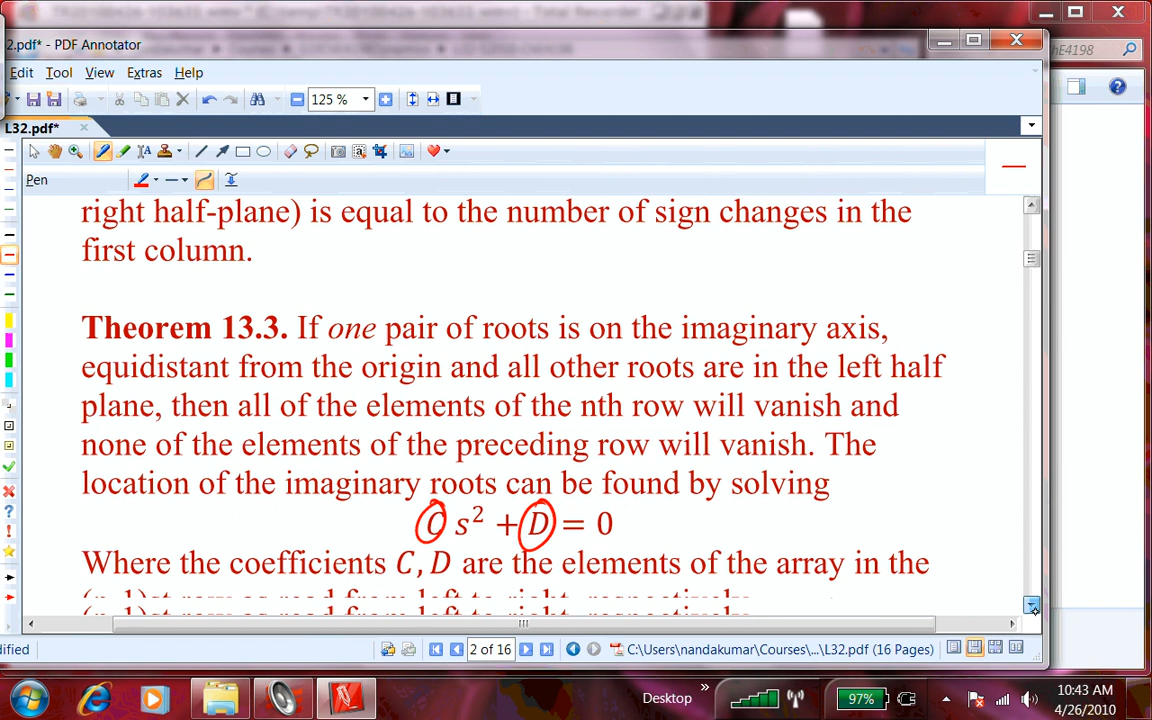 2.pdf* - PDF Annotator
hE4198
Edit Tool View Extras Help
125 %
L32.pdf*
Pen
right half-plane) is equal to the number of sign changes in the
first column.
Theorem 13.3. If one pair of roots is on the imaginary axis,
equidistant from the origin and all other roots are in the left half
plane, then all of the elements of the nth row will vanish and
none of the elements of the preceding row will vanish. The
location of the imaginary roots can be found by solving
C s² + D = 0
Where the coefficients C, D are the elements of the array in the
2 of 16
C:\Users\nandakumar\Courses\...\L32.pdf (16 Pages)
dified
Desktop
97%
10:43 AM
4/26/2010